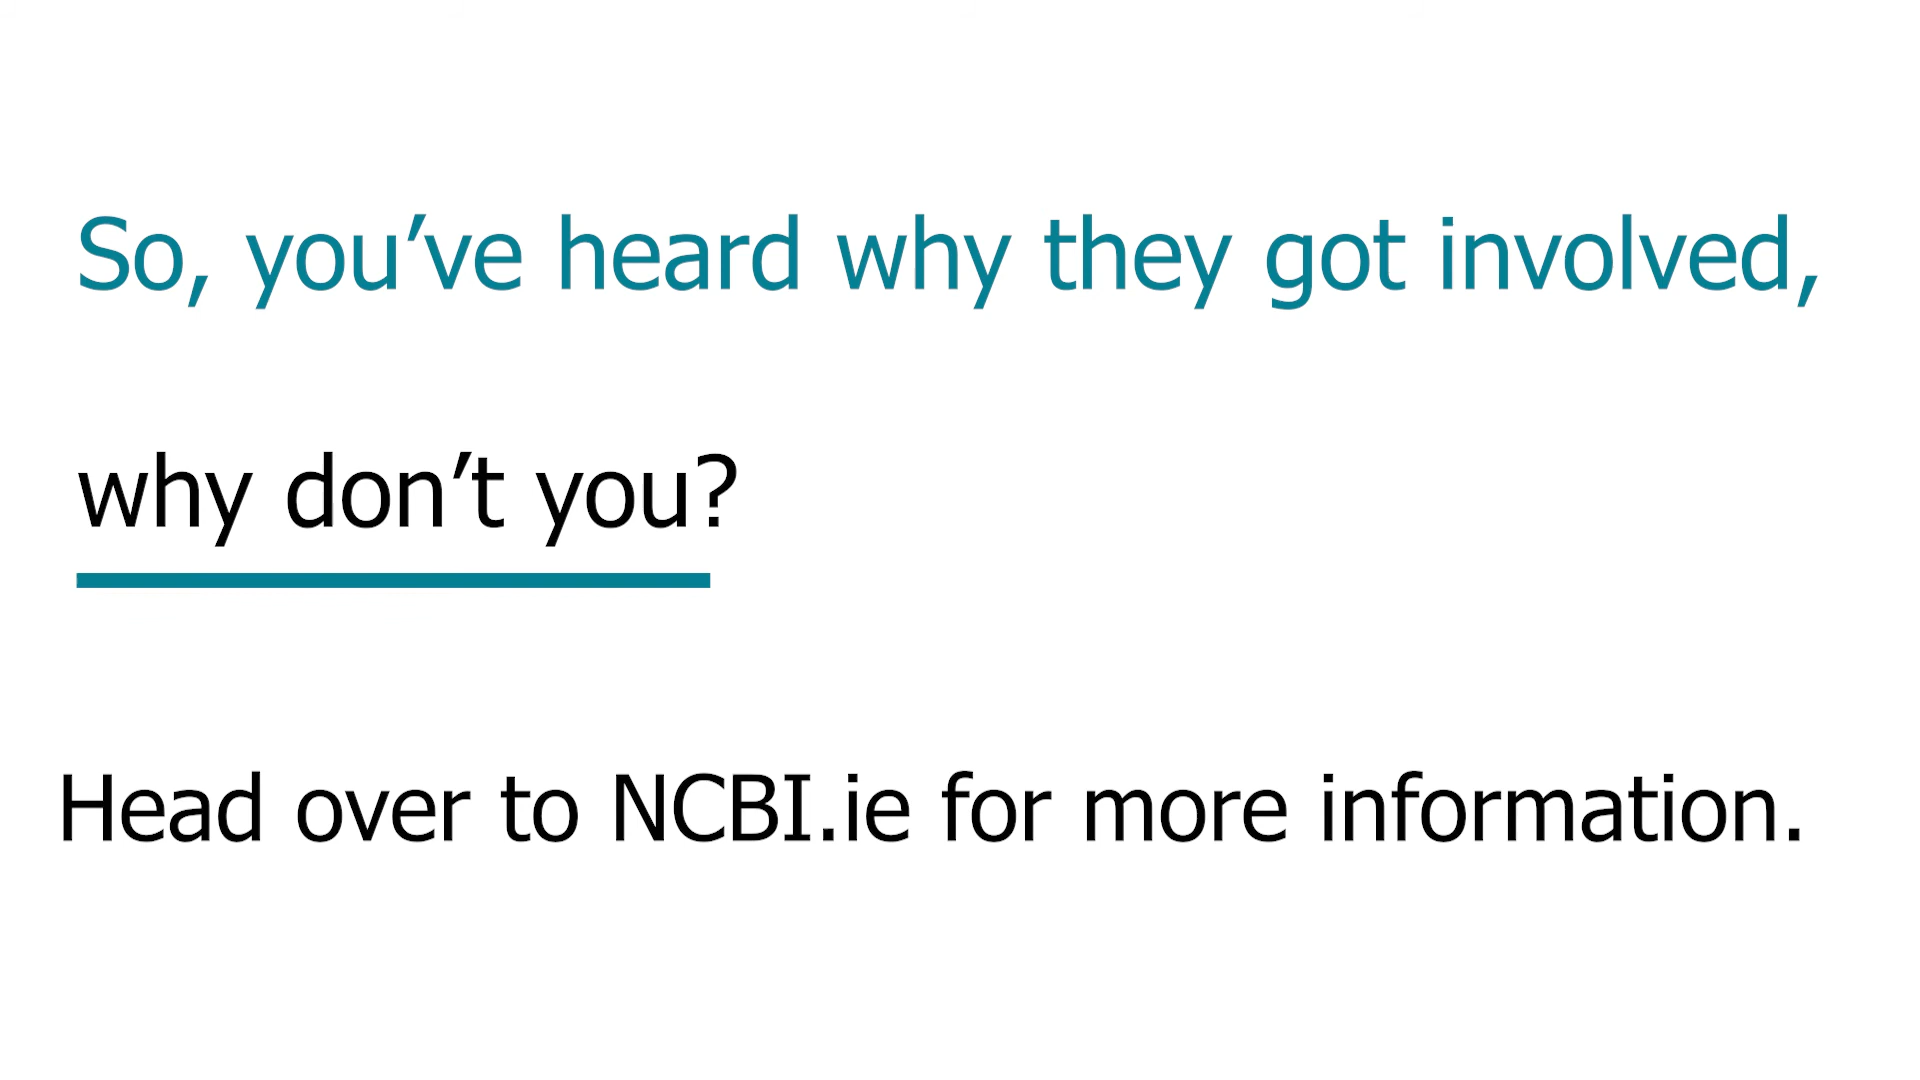 So, you’ve heard why they got involved,
why don’t you?
Head over to NCBI.ie for more information.